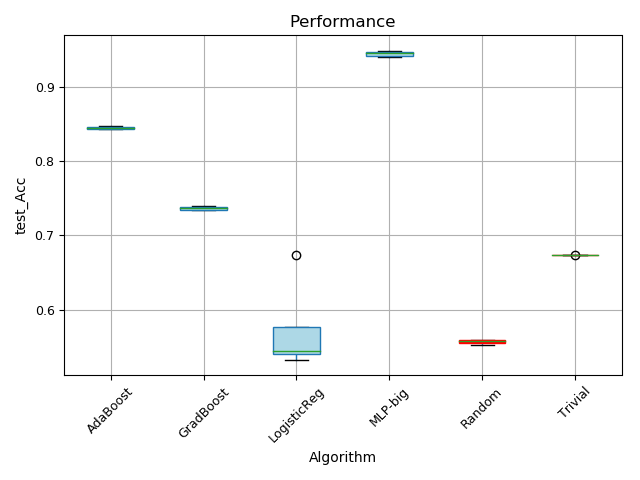 Performance
test_Acc
0.9
0.8
0.7
0.6
AdaBoost
GradBoost
LogisticReg
MLP-big
Random
Trivial
Algorithm